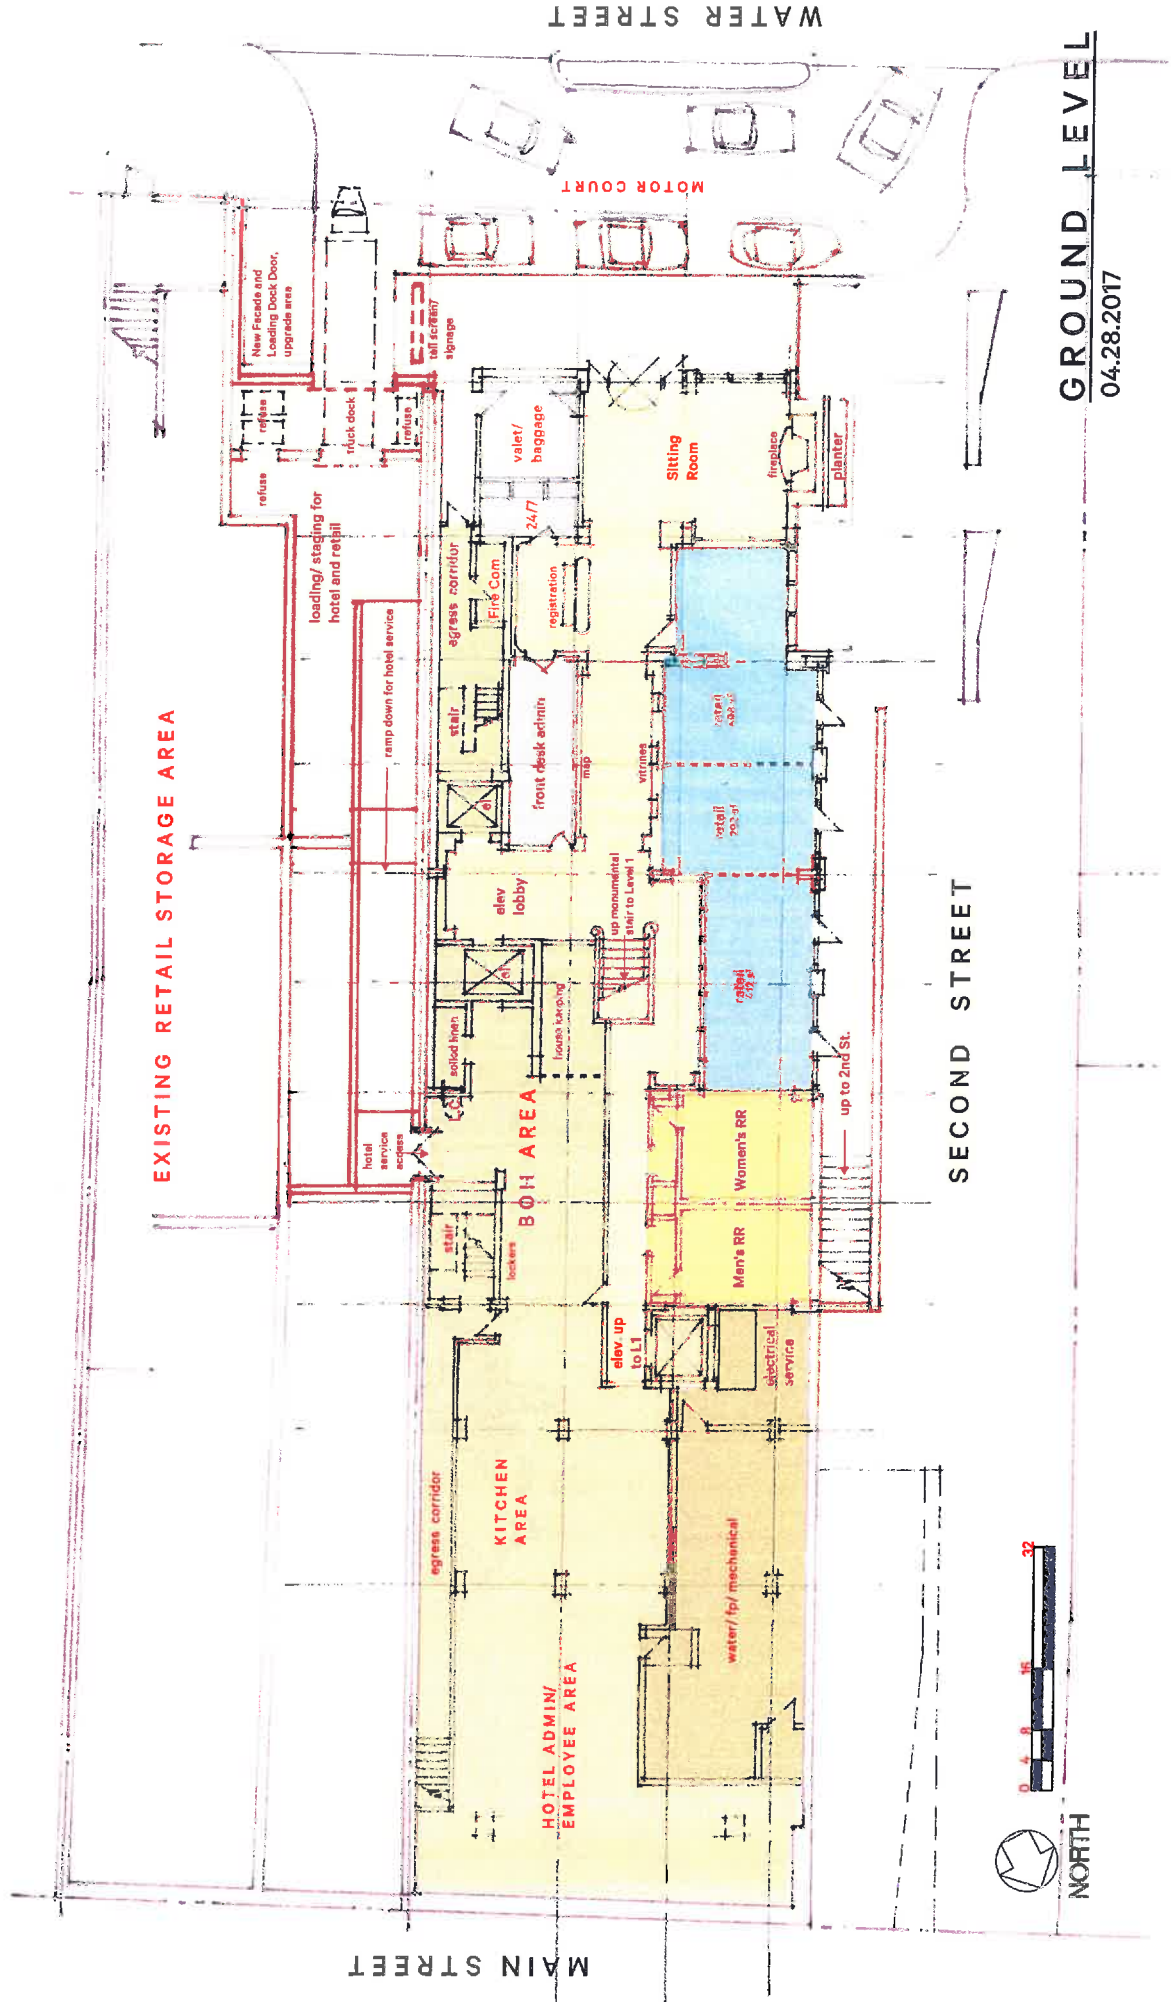 WATER STREET
MOTOR COURT
GROUND LEVEL
04.28.2017
New Facade and
Loading Dock Door,
upgrade area
tall screen/
signage
refuse
truck dock
refuse
refuse
loading/ staging for
hotel and retail
valet/
baggage
24/7
Sitting
Room
fireplace
planter
egress corridor
Fire Com
registration
ramp down for hotel service
stair
front desk admin
map
vitrines
retail
retail
EXISTING RETAIL STORAGE AREA
el
elev
lobby
up monumental
stair to Level 1
el
retail
soiled linen
house keeping
hotel
service
access
BOH AREA
up to 2nd St.
SECOND STREET
stair
lockers
Women's RR
Men's RR
elev. up
to L1
electrical
service
egress corridor
KITCHEN
AREA
water/ fp/ mechanical
HOTEL ADMIN/
EMPLOYEE AREA
0 4 8 16 32
NORTH
MAIN STREET